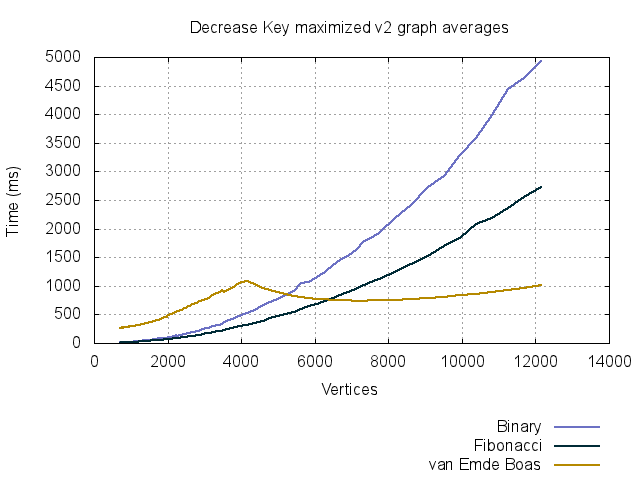 Decrease Key maximized v2 graph averages
5000
4500
4000
3500
3000
2500
2000
1500
1000
500
0
Time (ms)
0 2000 4000 6000 8000 10000 12000 14000
Vertices
Binary
Fibonacci
van Emde Boas